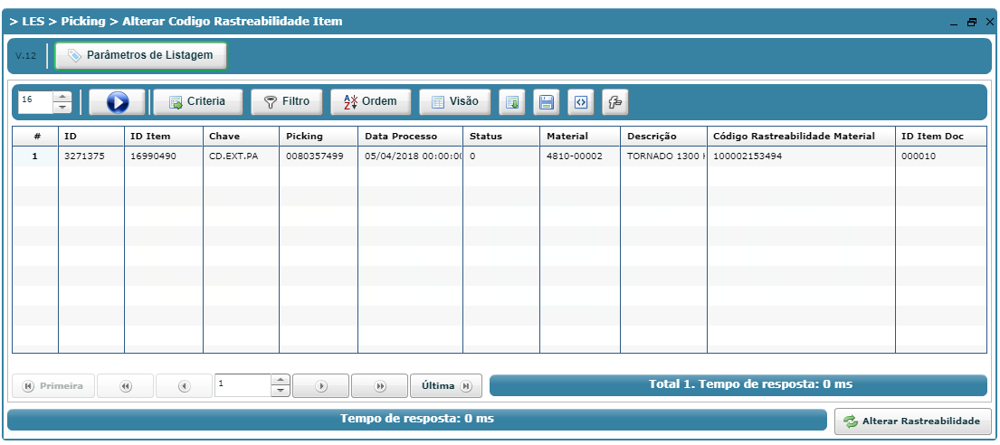 > LES > Picking > Alterar Codigo Rastreabilidade Item
V.12 Parâmetros de Listagem
16 Criteria Filtro Ordem Visão
# ID ID Item Chave Picking Data Processo Status Material Descrição Código Rastreabilidade Material ID Item Doc
1 3271375 16990490 CD.EXT.PA 0080357499 05/04/2018 00:00:00 0 4810-00002 TORNADO 1300 100002153494 000010
Primeira 1 Última Total 1. Tempo de resposta: 0 ms
Tempo de resposta: 0 ms Alterar Rastreabilidade